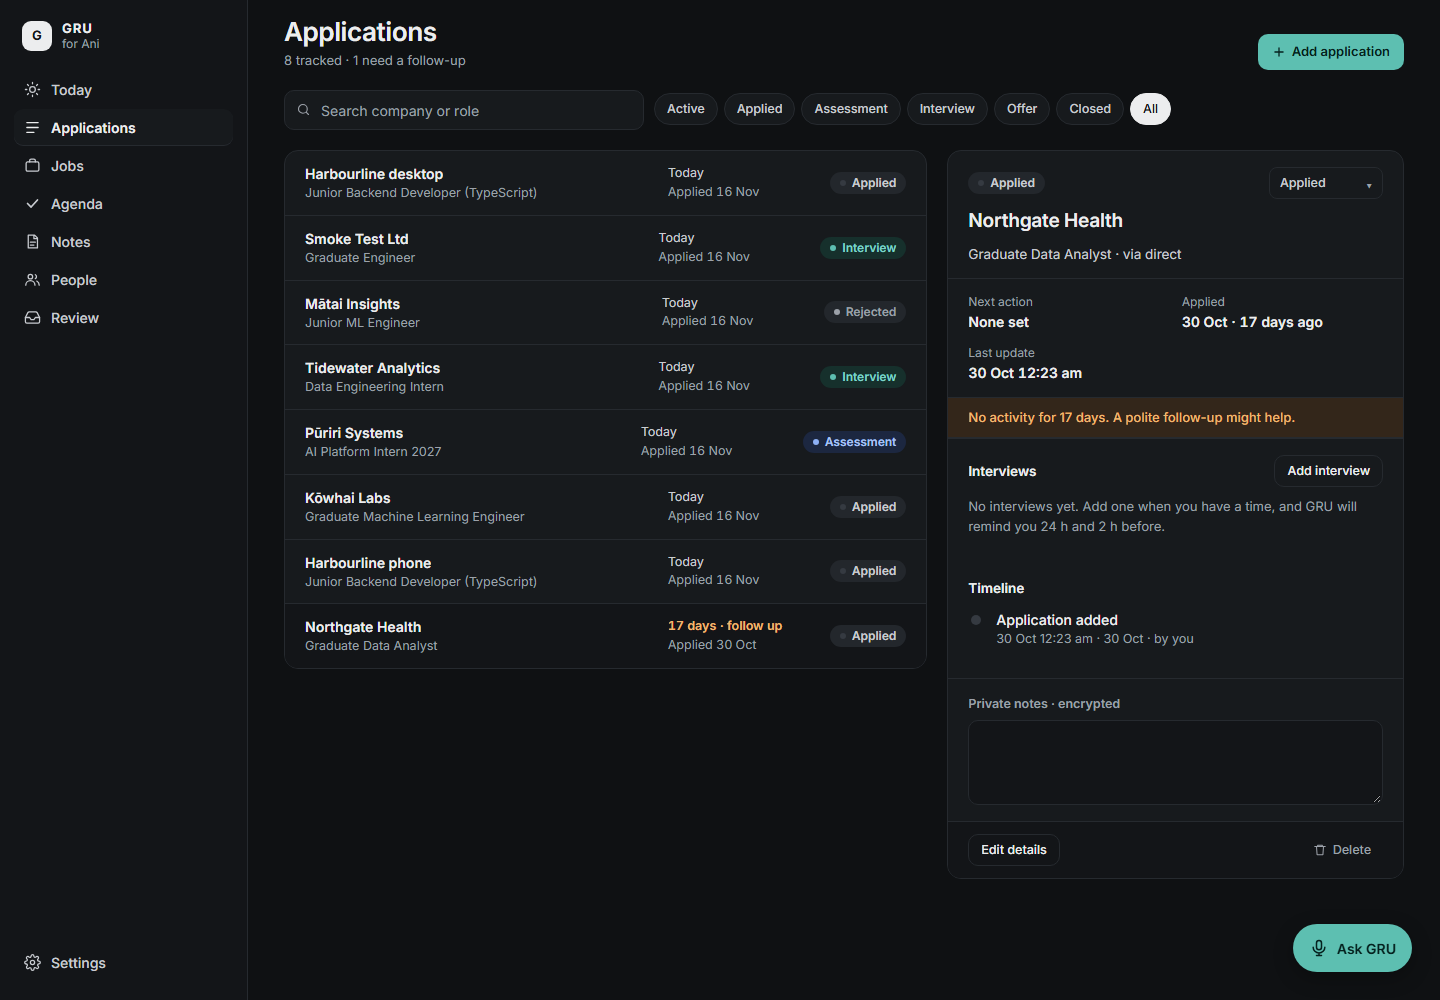 G
GRU
for Ani
Today
Applications
Jobs
Agenda
Notes
People
Review
Settings
Applications
8 tracked · 1 need a follow-up
+ Add application
Search company or role
Active
Applied
Assessment
Interview
Offer
Closed
All
Harbourline desktop
Junior Backend Developer (TypeScript)
Today
Applied 16 Nov
Applied
Smoke Test Ltd
Graduate Engineer
Today
Applied 16 Nov
Interview
Mātai Insights
Junior ML Engineer
Today
Applied 16 Nov
Rejected
Tidewater Analytics
Data Engineering Intern
Today
Applied 16 Nov
Interview
Pūriri Systems
AI Platform Intern 2027
Today
Applied 16 Nov
Assessment
Kōwhai Labs
Graduate Machine Learning Engineer
Today
Applied 16 Nov
Applied
Harbourline phone
Junior Backend Developer (TypeScript)
Today
Applied 16 Nov
Applied
Northgate Health
Graduate Data Analyst
17 days · follow up
Applied 30 Oct
Applied
Applied
Applied
Northgate Health
Graduate Data Analyst · via direct
Next action
None set
Applied
30 Oct · 17 days ago
Last update
30 Oct 12:23 am
No activity for 17 days. A polite follow-up might help.
Interviews
Add interview
No interviews yet. Add one when you have a time, and GRU will
remind you 24 h and 2 h before.
Timeline
Application added
30 Oct 12:23 am · 30 Oct · by you
Private notes · encrypted
Edit details
Delete
Ask GRU